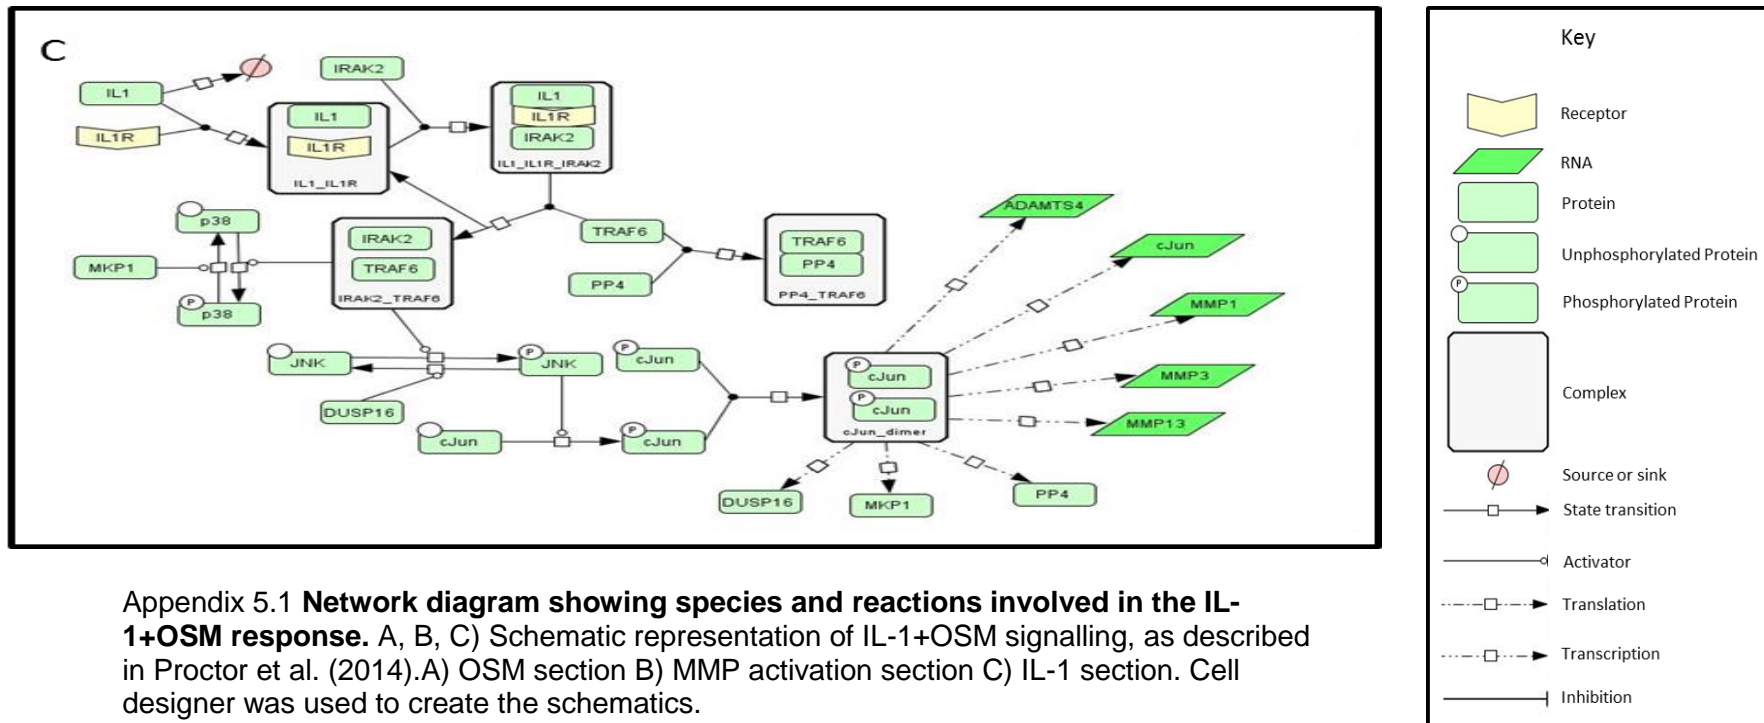 C
IL1
IL1R
IL1
IL1R
IL1_IL1R
IRAK2
IL1
IL1R
IRAK2
IL1_IL1R_IRAK2
p38
MKP1
P
p38
IRAK2
TRAF6
IRAK2_TRAF6
TRAF6
PP4
TRAF6
PP4
PP4_TRAF6
JNK
P
JNK
DUSP16
P
cJun
cJun
P
cJun
P
cJun
P
cJun
cJun_dimer
ADAMTS4
cJun
MMP1
MMP3
MMP13
DUSP16
MKP1
PP4
Key
Receptor
RNA
Protein
Unphosphorylated Protein
P
Phosphorylated Protein
Complex
Source or sink
State transition
Activator
Translation
Transcription
Inhibition
Appendix 5.1 Network diagram showing species and reactions involved in the IL-
1+OSM response. A, B, C) Schematic representation of IL-1+OSM signalling, as described
in Proctor et al. (2014).A) OSM section B) MMP activation section C) IL-1 section. Cell
designer was used to create the schematics.